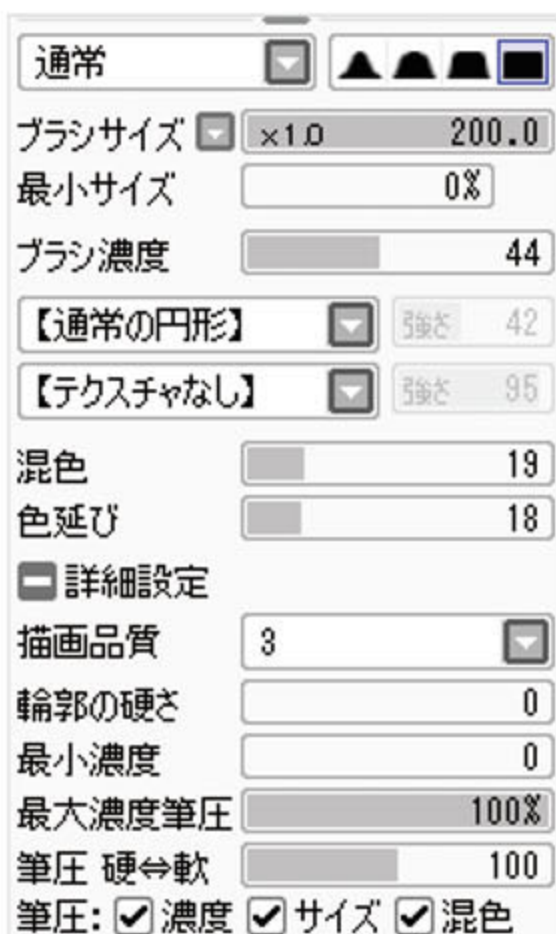 通常
ブラシサイズ ×1.0 200.0
最小サイズ 0%
ブラシ濃度 44
【通常の円形】 強さ 42
【テクスチャなし】 強さ 95
混色 19
色延び 18
詳細設定
描画品質 3
輪郭の硬さ 0
最小濃度 0
最大濃度筆圧 100%
筆圧 硬⇔軟 100
筆圧: 濃度 サイズ 混色